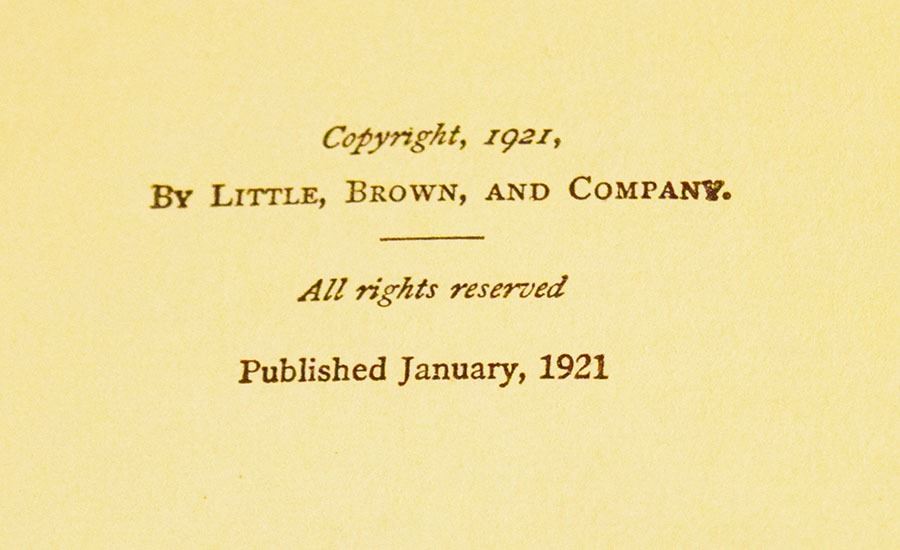 Copyright, 1921,
By Little, Brown, and Company.
All rights reserved
Published January, 1921